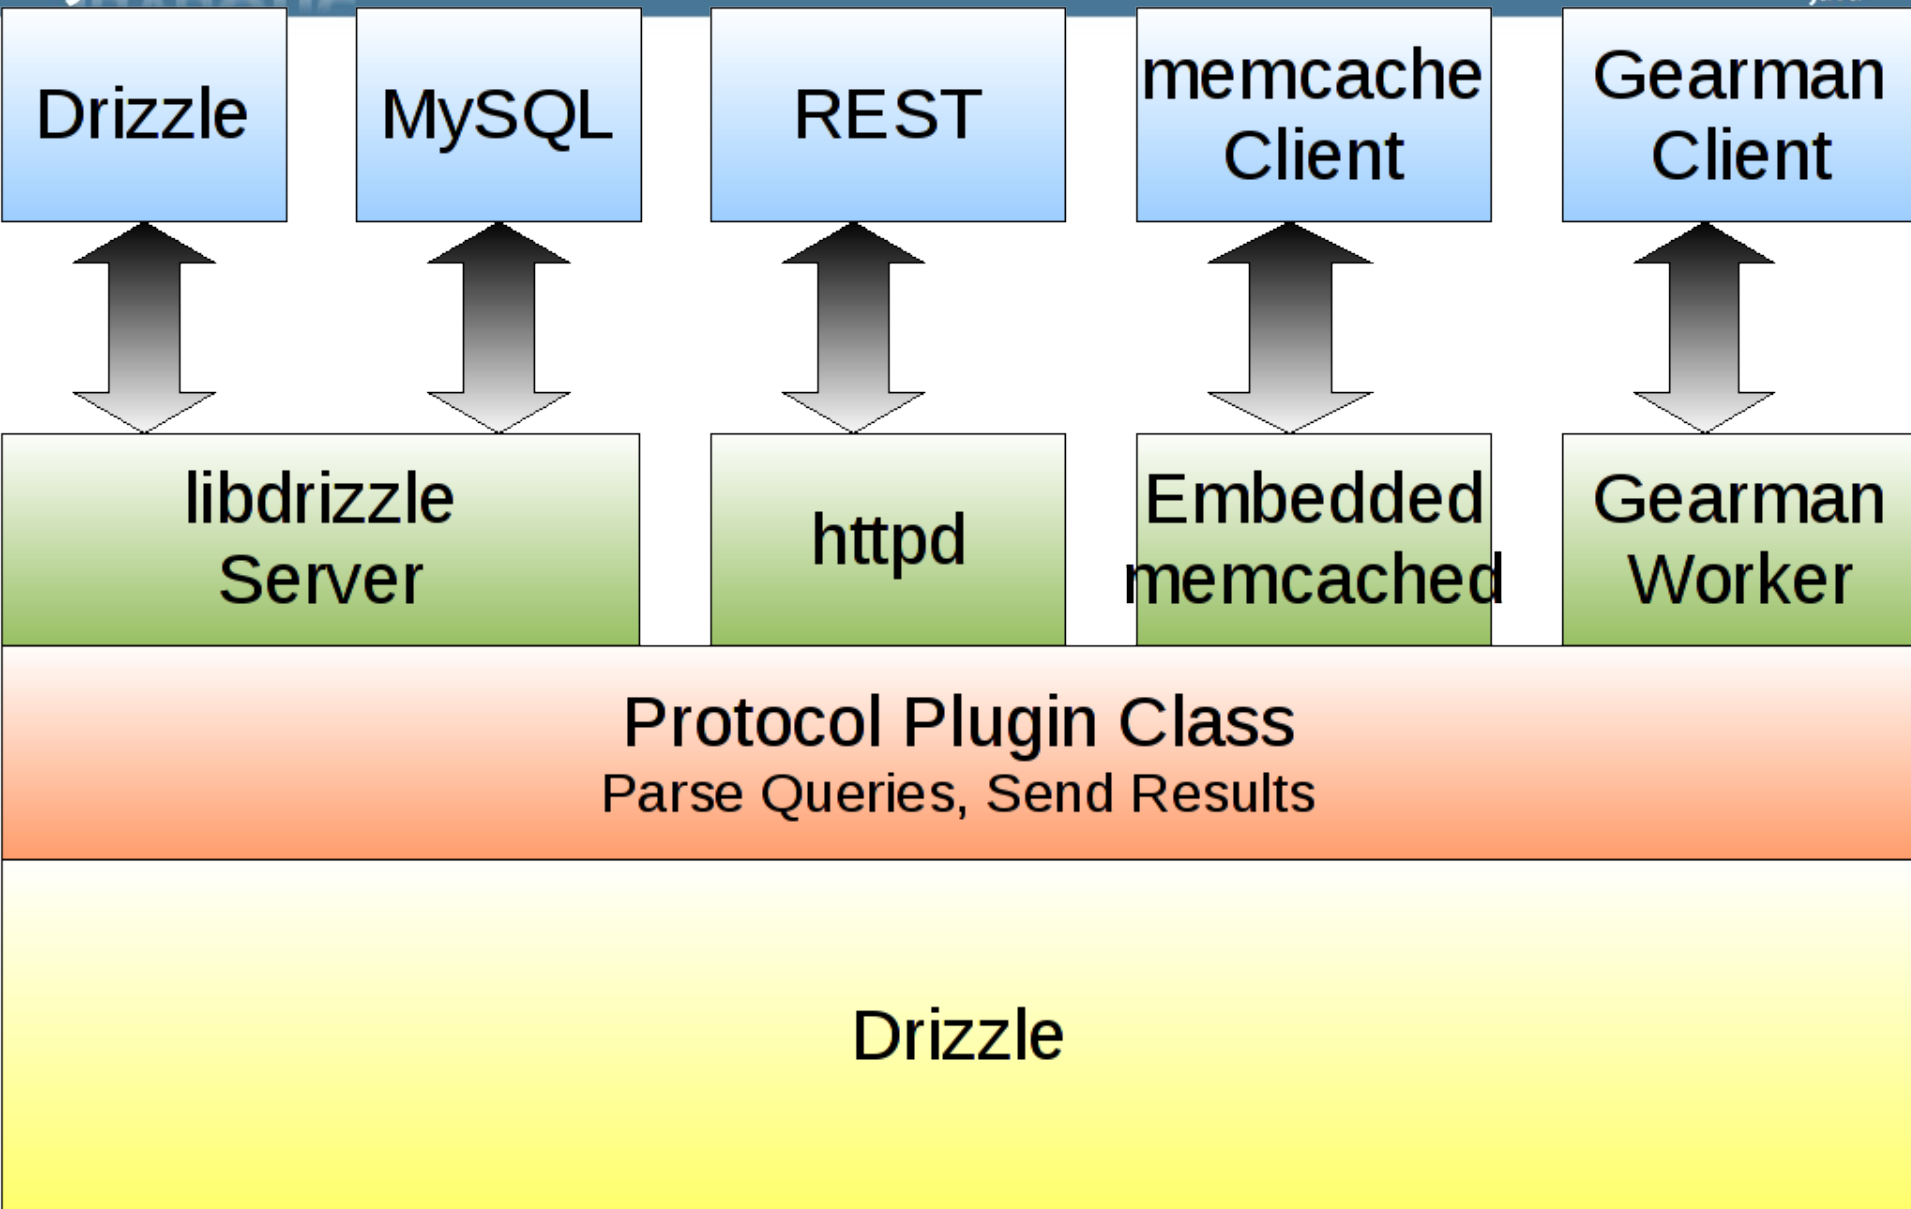 Drizzle
MySQL
REST
memcache
Client
Gearman
Client
libdrizzle
Server
httpd
Embedded
memcached
Gearman
Worker
Protocol Plugin Class
Parse Queries, Send Results
Drizzle